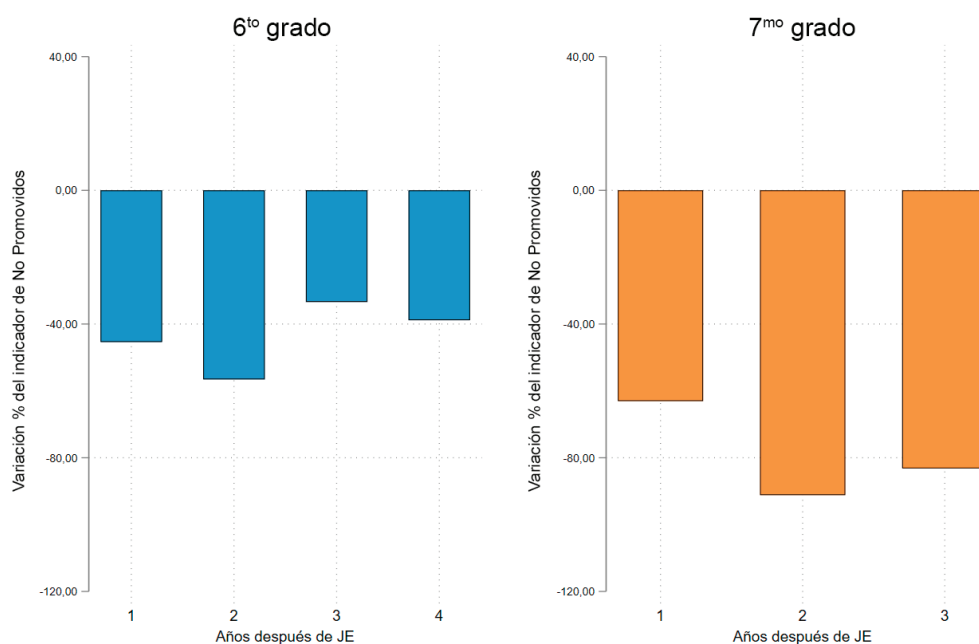 6to grado
40,00
0,00
-40,00
-80,00
-120,00
Variación % del indicador de No Promovidos
1 2 3 4
Años después de JE
7mo grado
40,00
0,00
-40,00
-80,00
-120,00
Variación % del indicador de No Promovidos
1 2 3
Años después de JE